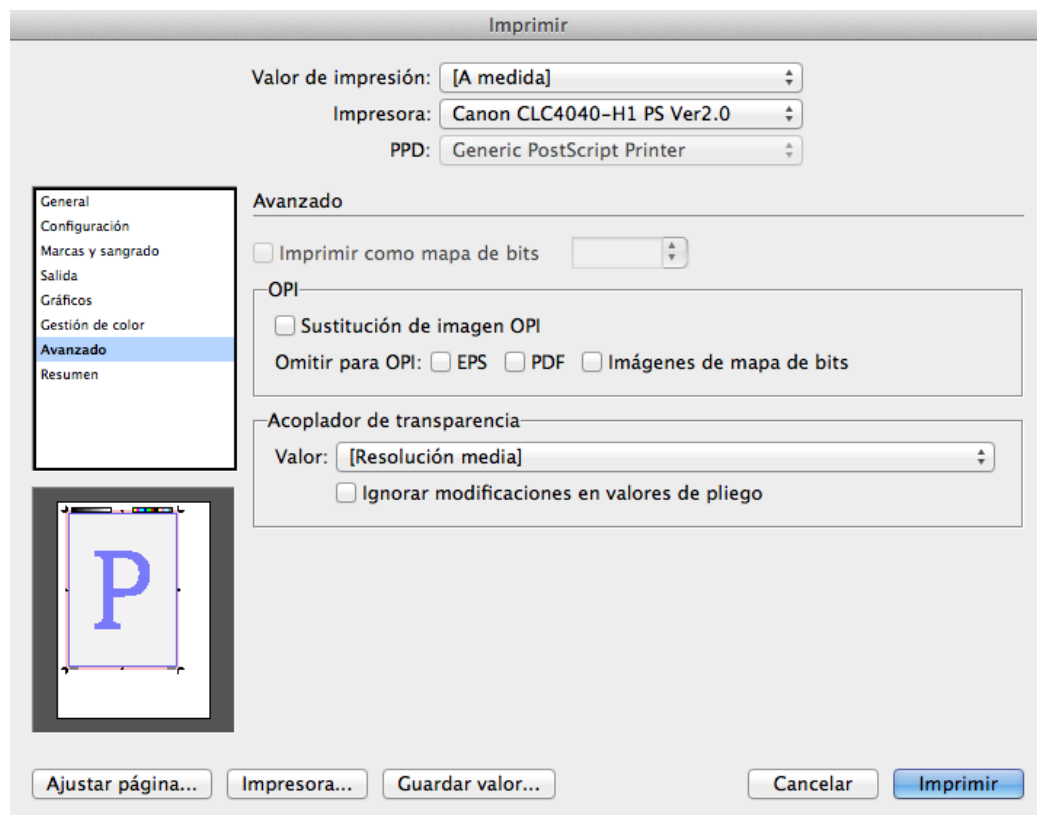 Imprimir
Valor de impresión: [A medida]
Impresora: Canon CLC4040-H1 PS Ver2.0
PPD: Generic PostScript Printer
General
Configuración
Marcas y sangrado
Salida
Gráficos
Gestión de color
Avanzado
Resumen
Avanzado
Imprimir como mapa de bits
OPI
Sustitución de imagen OPI
Omitir para OPI: EPS PDF Imágenes de mapa de bits
Acoplador de transparencia
Valor: [Resolución media]
Ignorar modificaciones en valores de pliego
P
Ajustar página... Impresora... Guardar valor... Cancelar Imprimir